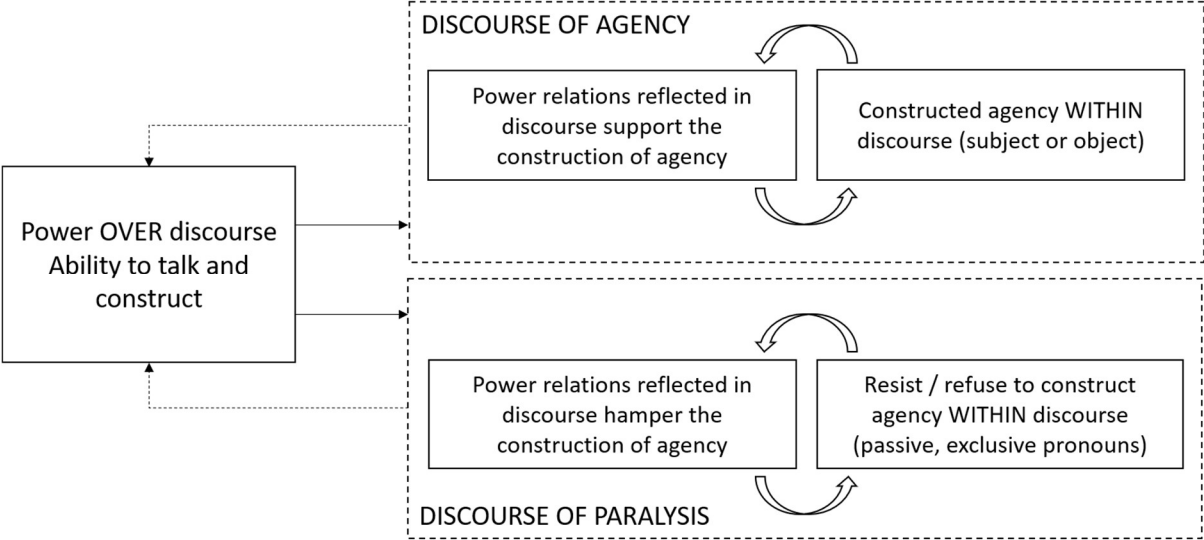 DISCOURSE OF AGENCY
Power relations reflected in
discourse support the
construction of agency
Constructed agency WITHIN
discourse (subject or object)
Power OVER discourse
Ability to talk and
construct
Power relations reflected in
discourse hamper the
construction of agency
Resist / refuse to construct
agency WITHIN discourse
(passive, exclusive pronouns)
DISCOURSE OF PARALYSIS